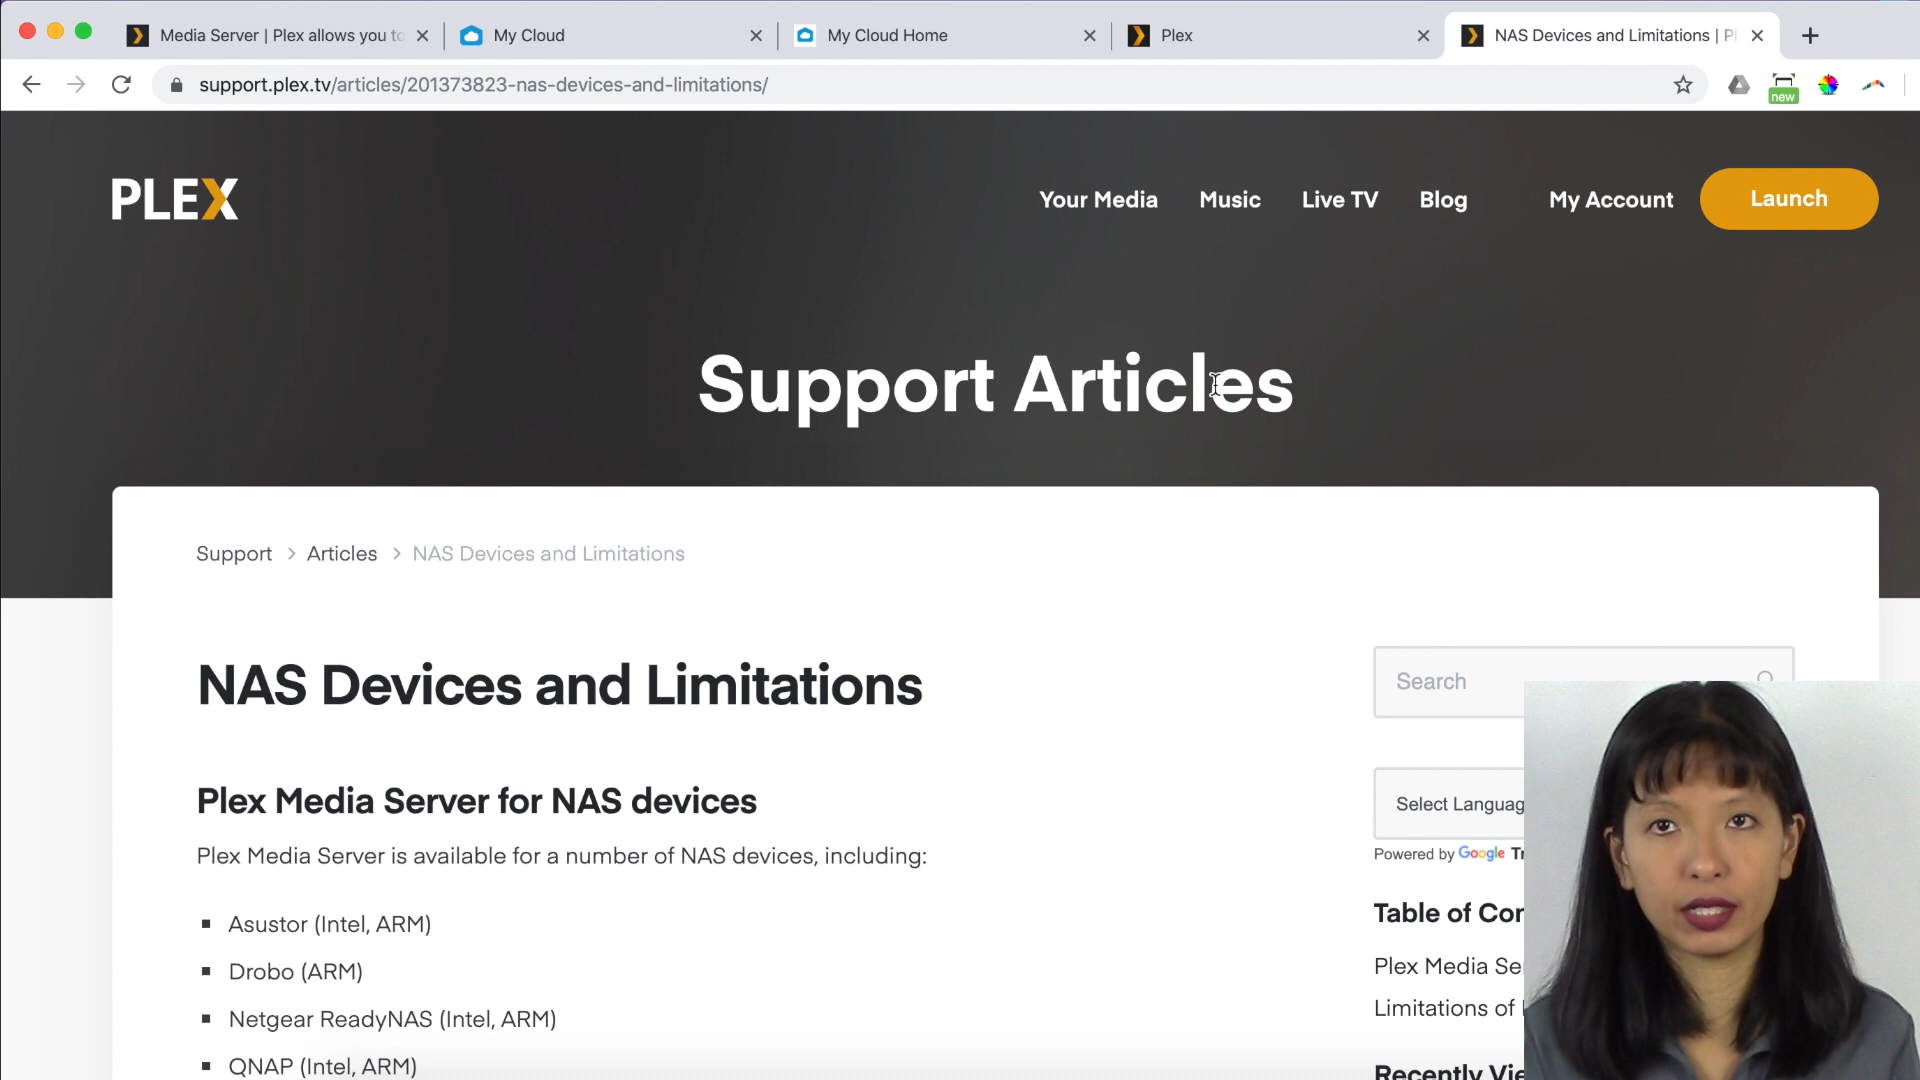 Media Server | Plex allows you to
My Cloud
My Cloud Home
Plex
NAS Devices and Limitations | Pl
support.plex.tv/articles/201373823-nas-devices-and-limitations/
new
PLEX
Your Media
Music
Live TV
Blog
My Account
Launch
Support Articles
Support > Articles > NAS Devices and Limitations
NAS Devices and Limitations
Search
Plex Media Server for NAS devices
Select Languag
Plex Media Server is available for a number of NAS devices, including:
Powered by Google Tr
Asustor (Intel, ARM)
Table of Con
Drobo (ARM)
Plex Media Se
Netgear ReadyNAS (Intel, ARM)
Limitations of
QNAP (Intel, ARM)
Recently Vie